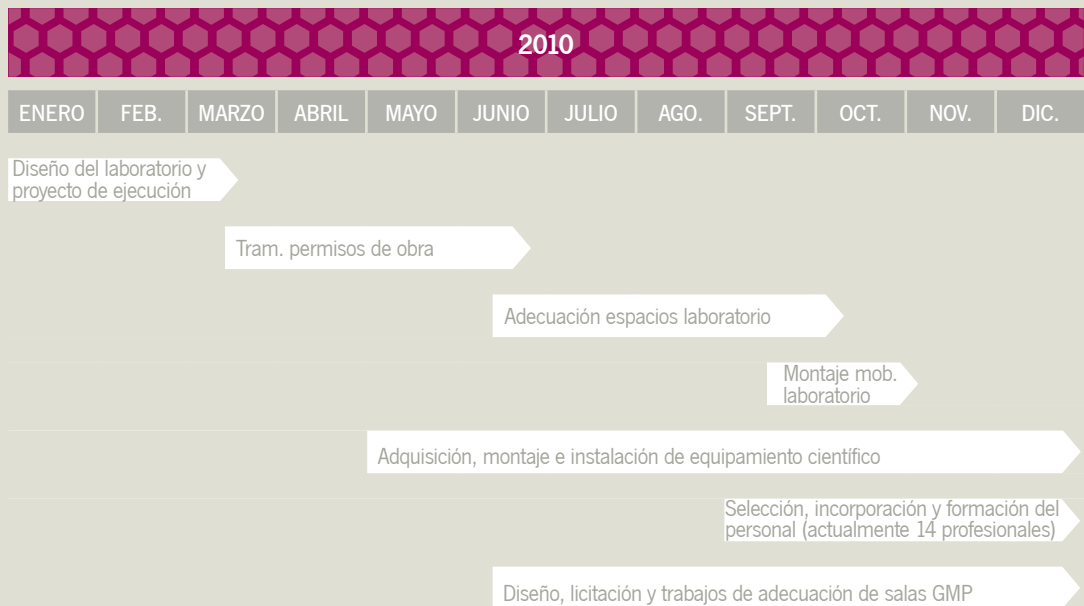 2010
ENERO FEB. MARZO ABRIL MAYO JUNIO JULIO AGO. SEPT. OCT. NOV. DIC.
Diseño del laboratorio y
proyecto de ejecución
Tram. permisos de obra
Adecuación espacios laboratorio
Montaje mob.
laboratorio
Adquisición, montaje e instalación de equipamiento científico
Selección, incorporación y formación del
personal (actualmente 14 profesionales)
Diseño, licitación y trabajos de adecuación de salas GMP